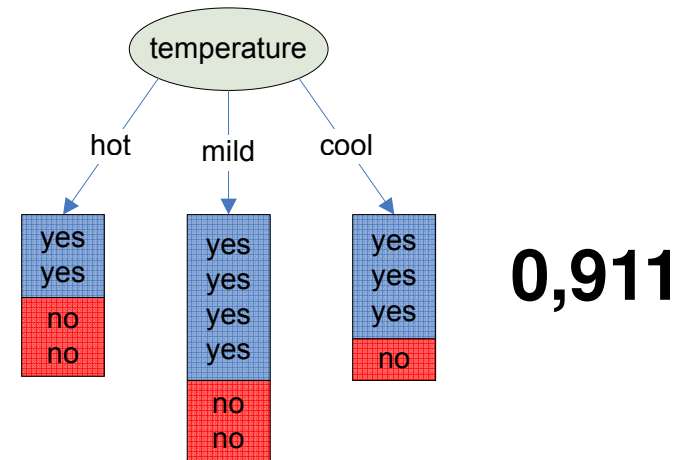 temperature
hot
mild
cool
yes
yes
no
no
yes
yes
yes
yes
no
no
yes
yes
yes
no
0,911